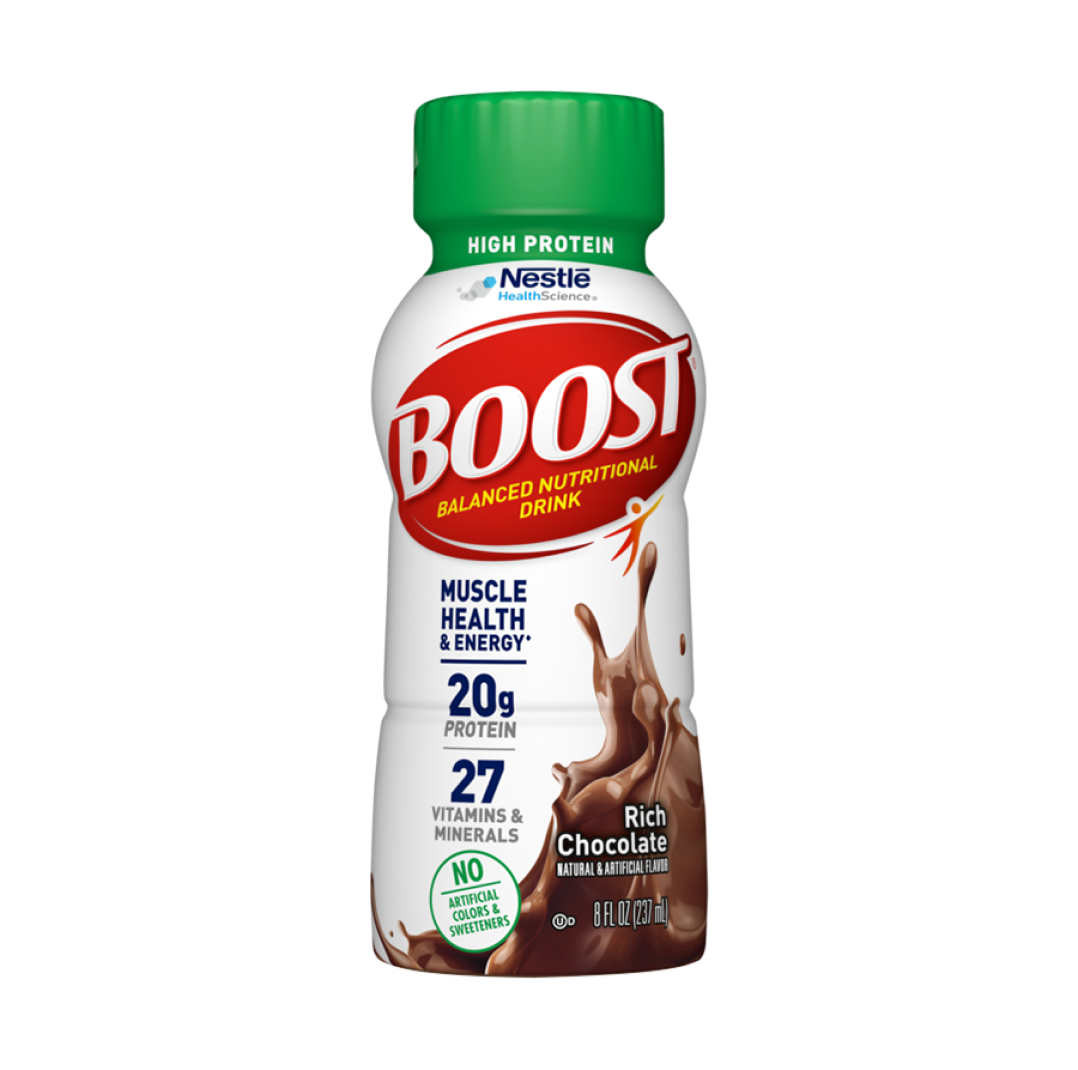 HIGH PROTEIN
Nestlé
HealthScience®
BOOST®
BALANCED NUTRITIONAL
DRINK
MUSCLE
HEALTH
& ENERGY*
20g
PROTEIN
27
VITAMINS &
MINERALS
NO
ARTIFICIAL
COLORS &
SWEETENERS
Rich
Chocolate
NATURAL & ARTIFICIAL FLAVOR
UD 8 FL OZ (237 mL)